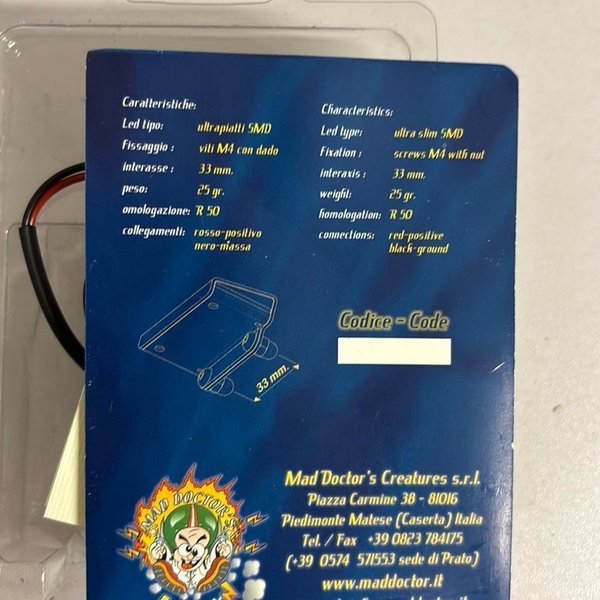 Caratteristiche:
Led tipo: ultrapiatti SMD
Fissaggio : viti M4 con dado
interasse : 33 mm.
peso: 25 gr.
omologazione: R 50
collegamenti: rosso-positivo
nero-massa
Characteristics:
Led type: ultra slim SMD
Fixation : screws M4 with nut
interaxis : 33 mm.
weight: 25 gr.
homologation: R 50
connections: red-positive
black-ground
33 mm.
Codice - Code
MAD DOCTOR'S
Mad Doctor's Creatures s.r.l.
Piazza Carmine 38 - 81016
Piedimonte Matese (Caserta) Italia
Tel. / Fax +39 0823 784175
(+39 0574 571553 sede di Prato)
www.maddoctor.it